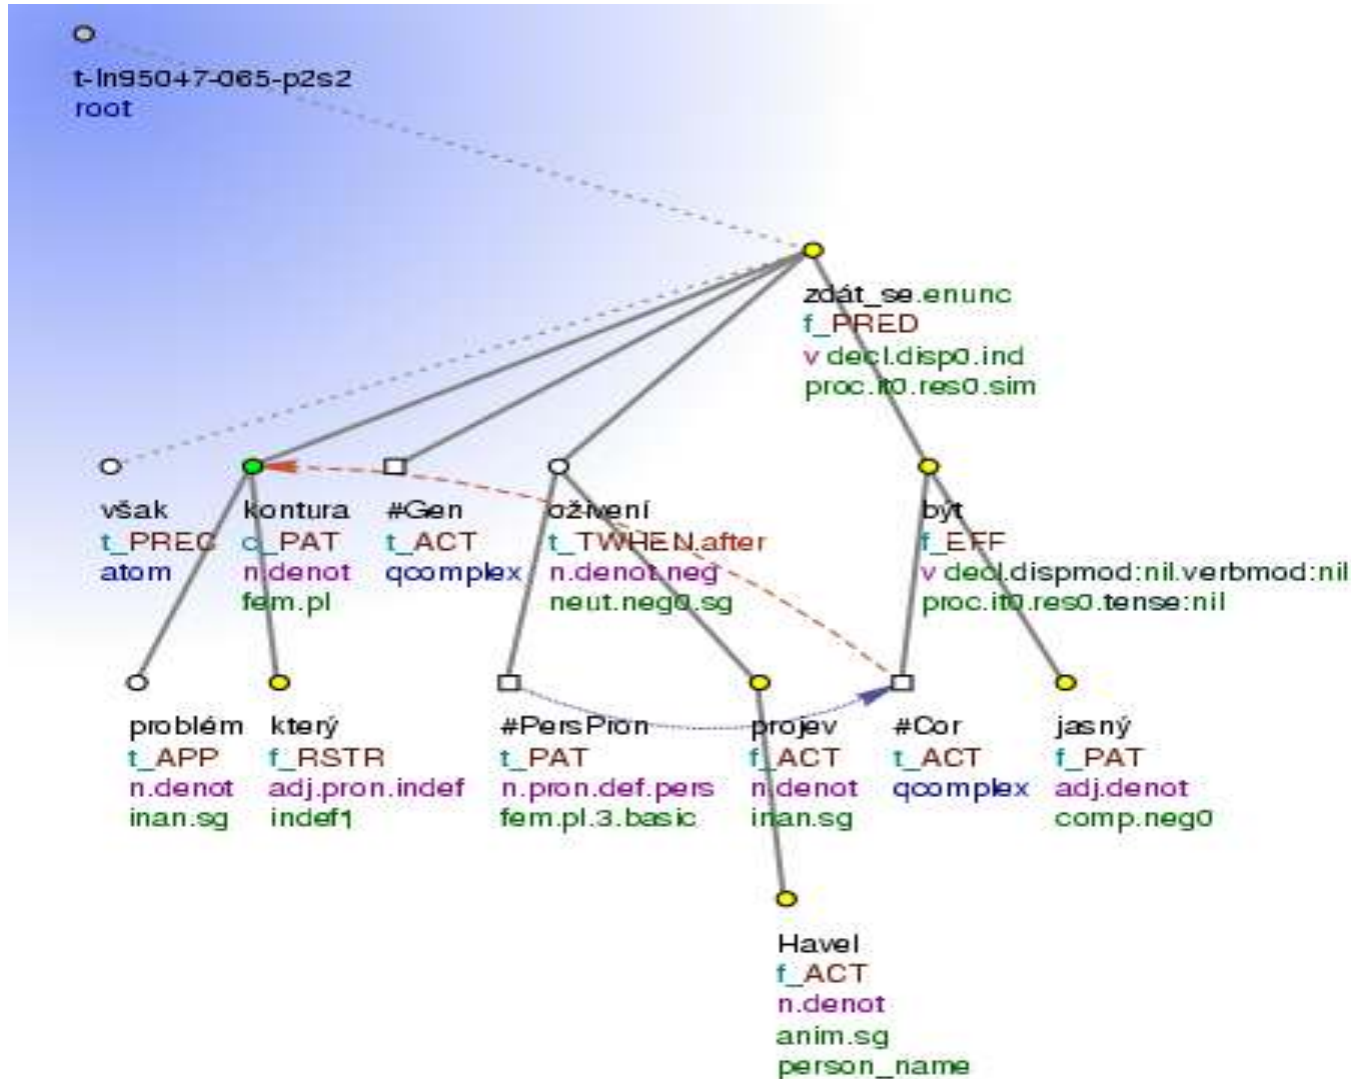 t-ln95047-065-p2s2
root
zdát_se.enunc
f_PRED
v decl.disp0.ind
proc.it0.res0.sim
však
t_PREC
atom
kontura
c_PAT
n.denot
fem.pl
#Gen
t_ACT
qcomplex
oživení
t_TWHEN.after
n.denot.neg
neut.neg0.sg
být
f_EFF
v decl.dispmod:nil.verbmod:nil
proc.it0.res0.tense:nil
problém
t_APP
n.denot
inan.sg
který
f_RSTR
adj.pron.indef
indef1
#PersPron
t_PAT
n.pron.def.pers
fem.pl.3.basic
projev
f_ACT
n.denot
inan.sg
#Cor
t_ACT
qcomplex
jasný
f_PAT
adj.denot
comp.neg0
Havel
f_ACT
n.denot
anim.sg
person_name